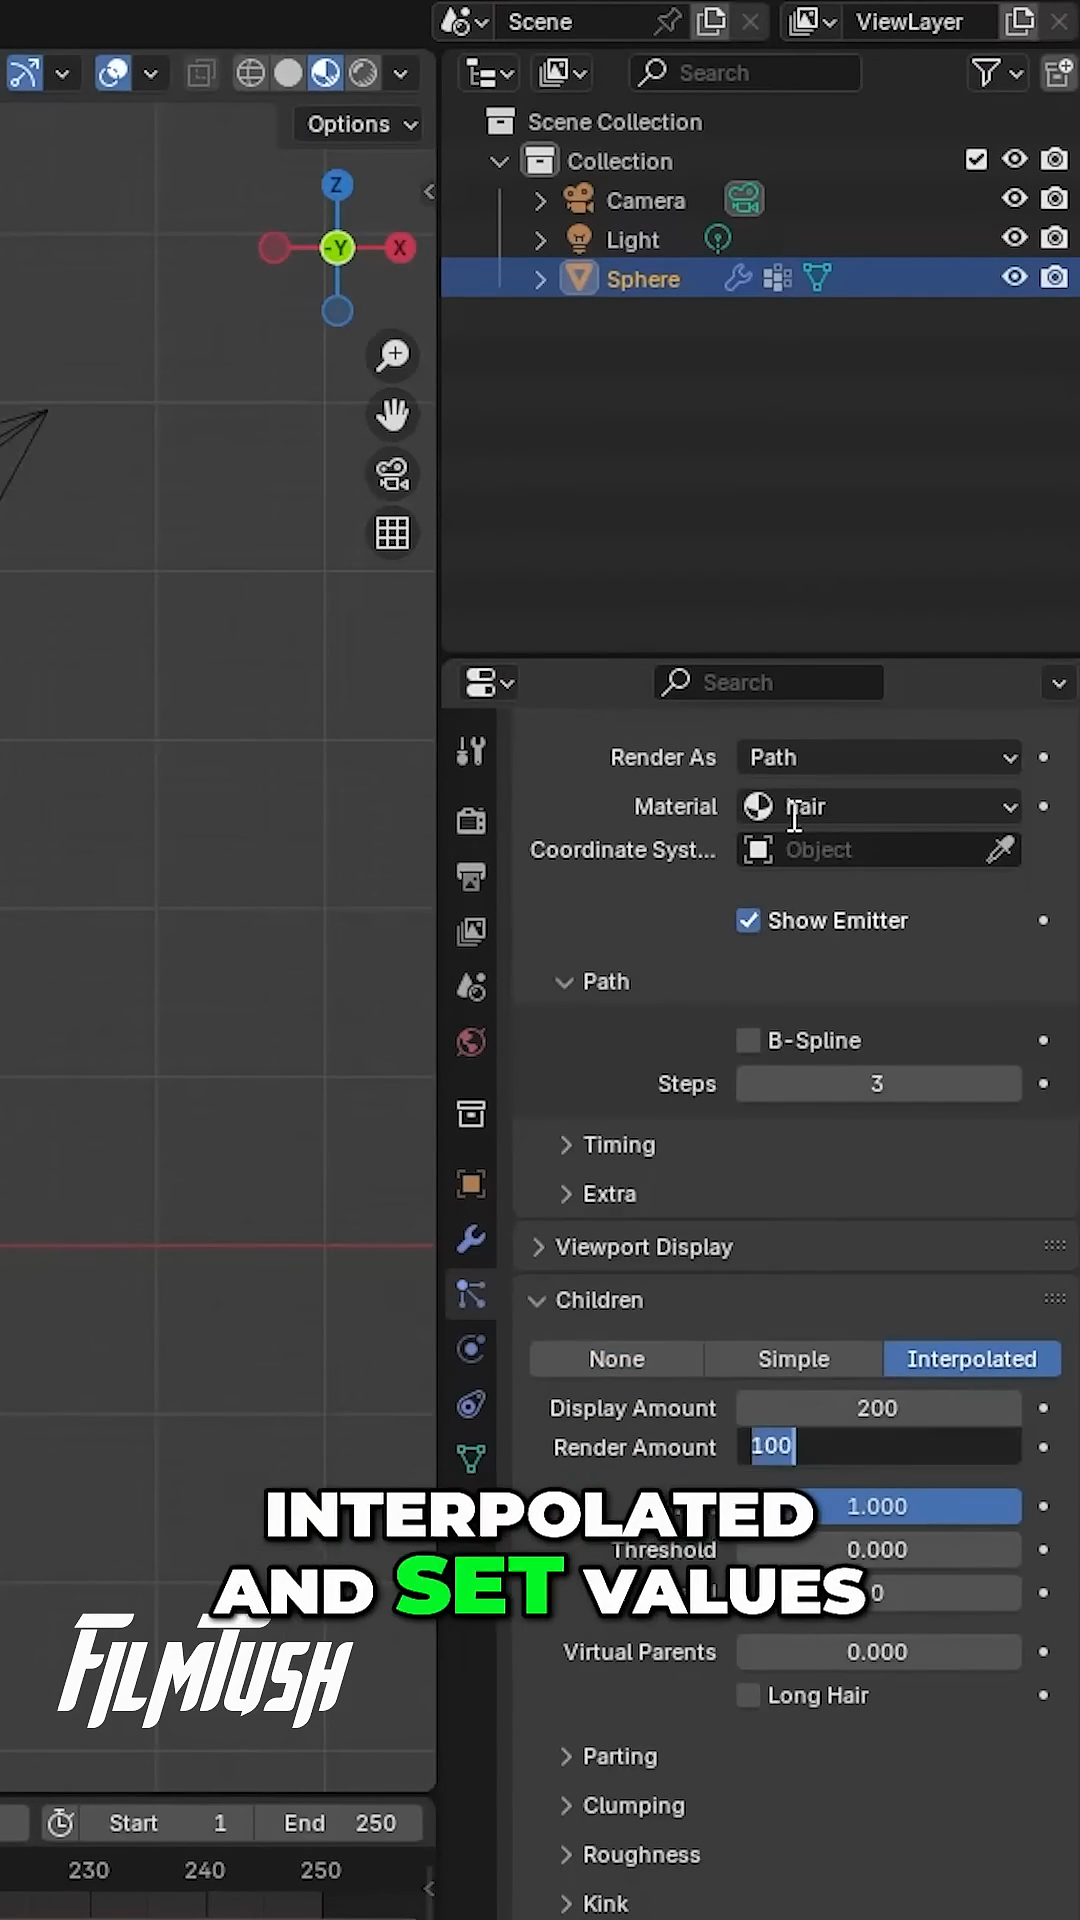 Scene
ViewLayer
Search
Options
Scene Collection
Collection
Camera
Light
Sphere
Z
-Y
X
Search
Render As Path
Material hair
Coordinate Syst... Object
Show Emitter
Path
B-Spline
Steps 3
Timing
Extra
Viewport Display
Children
None Simple Interpolated
Display Amount 200
Render Amount 100
1.000
Threshold 0.000
0
INTERPOLATED
AND SET VALUES
Virtual Parents 0.000
Long Hair
FILMTUSH
Parting
Clumping
Roughness
Kink
Start 1 End 250
230 240 250